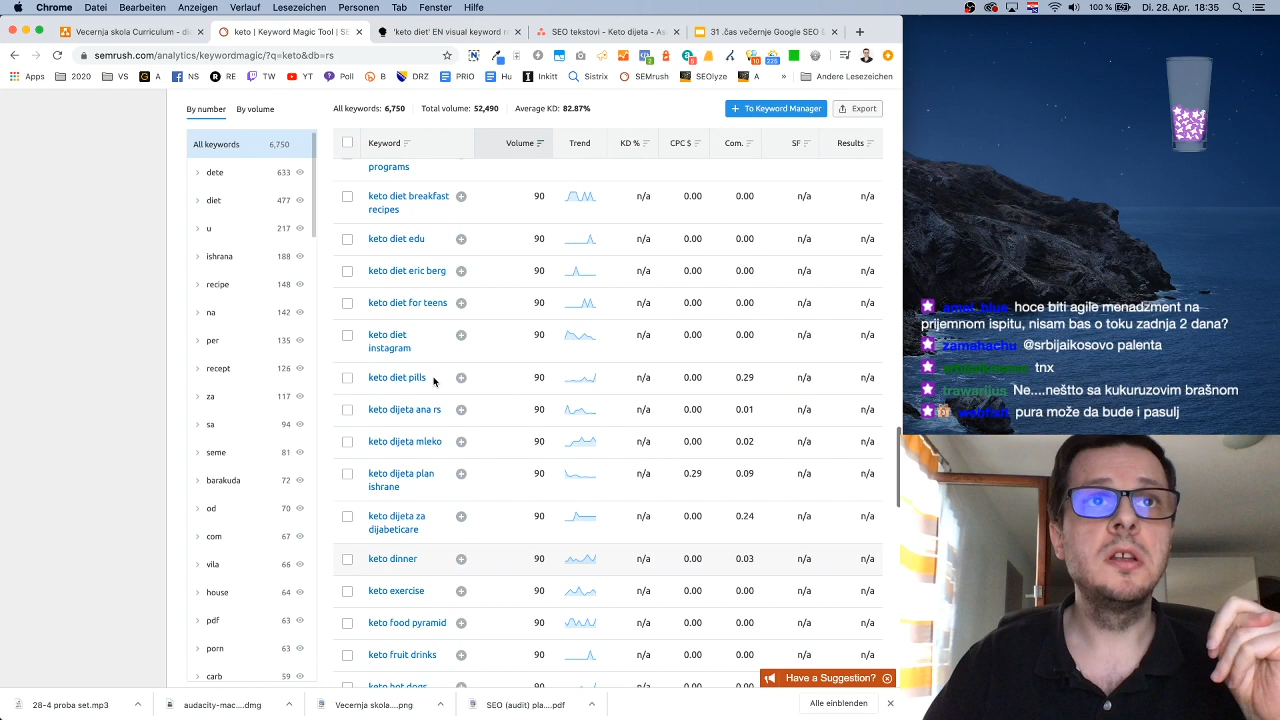 Chrome Datei Bearbeiten Anzeigen Verlauf Lesezeichen Personen Tab Fenster Hilfe 100 % Di. 28. Apr. 18:35
Vecernja skola Curriculum - di
keto | Keyword Magic Tool | SE
'keto diet' EN visual keyword r
SEO tekstovi - Keto dijeta - As
31 .čas večernje Google SEO š
semrush.com/analytics/keywordmagic/?q=keto&db=rs
Apps 2020 VS A RE TW YT Poll B DRZ PRIO Hu Inkitt Sistrix SEMrush SEOlyze A » Andere Lesezeichen
By number By volume All keywords: 6,750 Total volume: 52,490 Average KD: 82.87% + To Keyword Manager Export
All keywords 6,750
dete 633
diet 477
u 217
ishrana 188
recipe 148
na 142
per 135
recept 126
za 117
sa 94
seme 81
barakuda 72
od 70
com 67
vila 66
house 64
pdf 63
porn 63
carb 59
Keyword Volume Trend KD % CPC $ Com. SF Results
programs
keto diet breakfast recipes 90 n/a 0.00 0.00 n/a n/a
keto diet edu 90 n/a 0.00 0.00 n/a n/a
keto diet eric berg 90 n/a 0.00 0.00 n/a n/a
keto diet for teens 90 n/a 0.00 0.00 n/a n/a
keto diet instagram 90 n/a 0.00 0.00 n/a n/a
keto diet pills 90 n/a 0.00 0.29 n/a n/a
keto dijeta ana rs 90 n/a 0.00 0.01 n/a n/a
keto dijeta mleko 90 n/a 0.00 0.02 n/a n/a
keto dijeta plan ishrane 90 n/a 0.29 0.09 n/a n/a
keto dijeta za dijabeticare 90 n/a 0.00 0.24 n/a n/a
keto dinner 90 n/a 0.00 0.03 n/a n/a
keto exercise 90 n/a 0.00 0.00 n/a n/a
keto food pyramid 90 n/a 0.00 0.00 n/a n/a
keto fruit drinks 90 n/a 0.00 0.00 n/a n/a
keto hot dogs
Have a Suggestion?
amel_blue hoce biti agile menadzment na
prijemnom ispitu, nisam bas o toku zadnja 2 dana?
zamahachu @srbijaikosovo palenta
srbijaikosovo tnx
trawarijus Ne....neštto sa kukuruzovim brašnom
pura može da bude i pasulj
28-4 proba set.mp3
audacity-mac....dmg
Vecernja skola....png
SEO (audit) pla....pdf
Alle einblenden